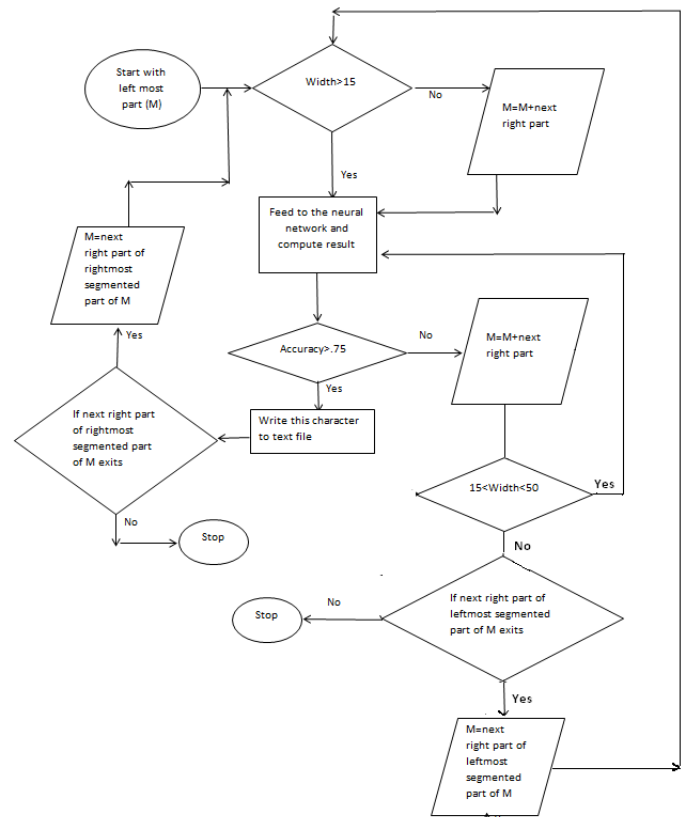 Start with
left most
part (M)
Width>15
No
M=M+next
right part
Yes
Feed to the neural
network and
compute result
M=next
right part of
rightmost
segmented
part of M
Yes
Accuracy>.75
No
M=M+next
right part
Yes
Write this character
to text file
If next right part
of rightmost
segmented part
of M exits
No
Stop
15<Width<50
Yes
No
If next right part of
leftmost segmented
part of M exits
No
Stop
Yes
M=next
right part of
leftmost
segmented
part of M